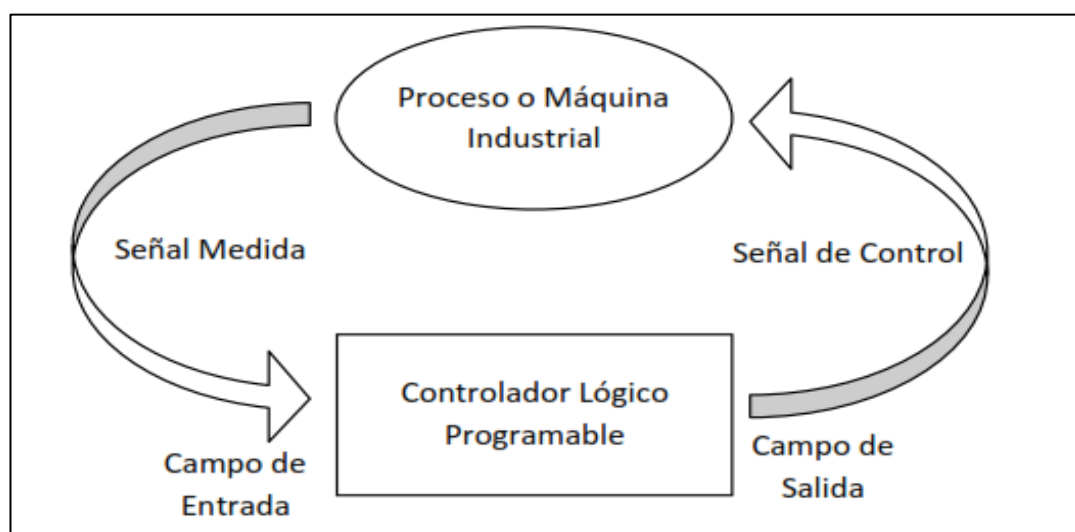 Proceso o Máquina
Industrial
Señal Medida
Señal de Control
Controlador Lógico
Programable
Campo de
Entrada
Campo de
Salida